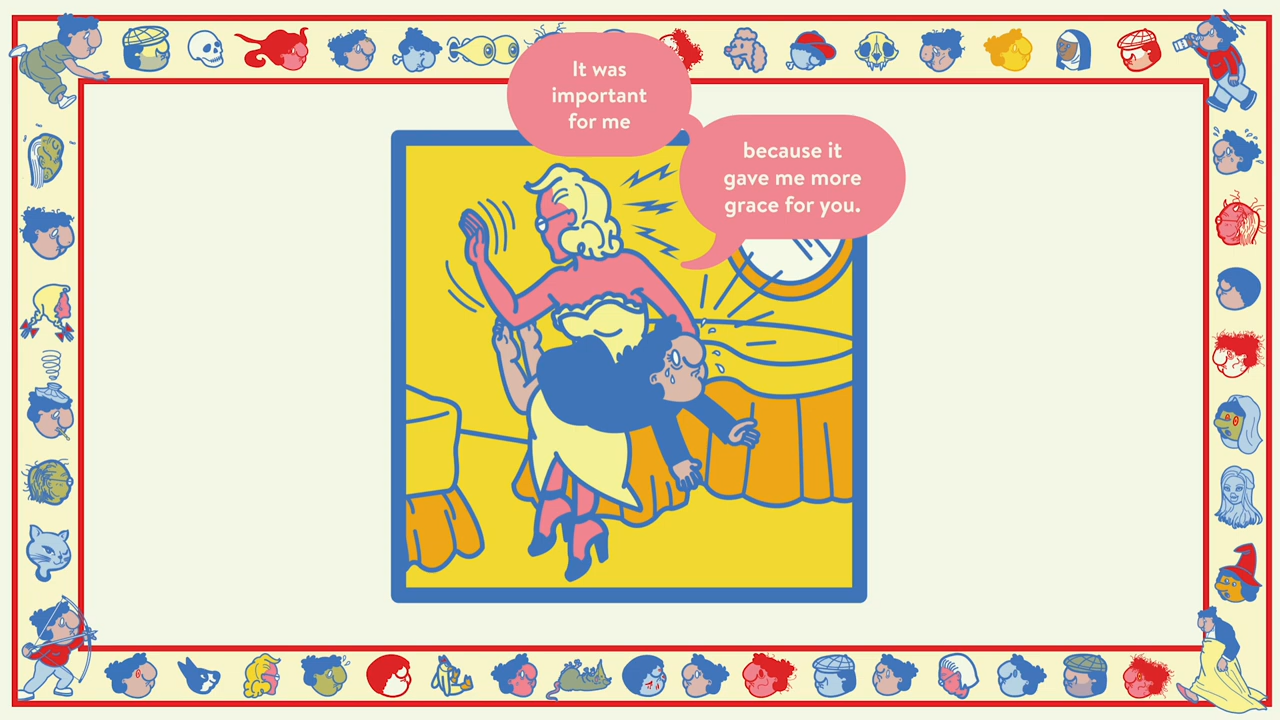 It was
important
for me
because it
gave me more
grace for you.